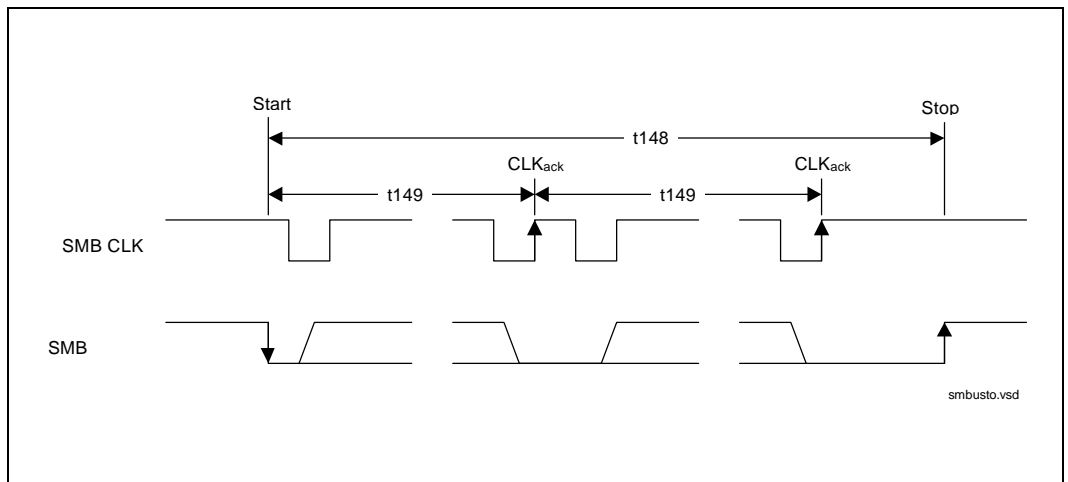 Start
Stop
t148
CLKack
CLKack
t149
t149
SMB CLK
SMB
smbusto.vsd